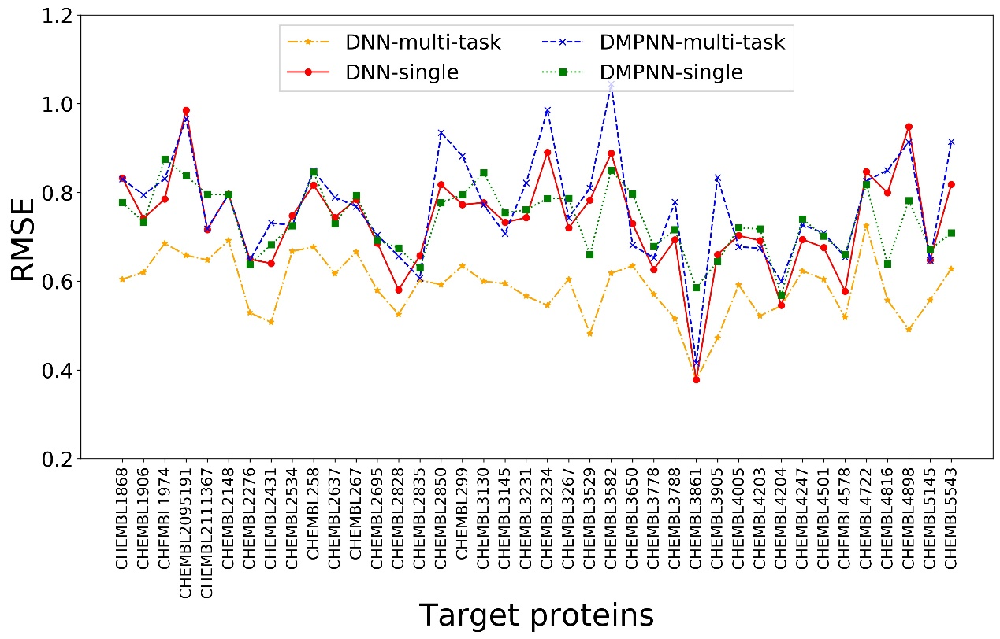 1.2
1.0
0.8
0.6
0.4
0.2
RMSE
DNN-multi-task
DNN-single
DMPNN-multi-task
DMPNN-single
CHEMBL1868
CHEMBL1906
CHEMBL1974
CHEMBL2095191
CHEMBL2111367
CHEMBL2148
CHEMBL2276
CHEMBL2431
CHEMBL2534
CHEMBL258
CHEMBL2637
CHEMBL267
CHEMBL2695
CHEMBL2828
CHEMBL2835
CHEMBL2850
CHEMBL299
CHEMBL3130
CHEMBL3145
CHEMBL3231
CHEMBL3234
CHEMBL3267
CHEMBL3529
CHEMBL3582
CHEMBL3650
CHEMBL3778
CHEMBL3788
CHEMBL3861
CHEMBL3905
CHEMBL4005
CHEMBL4203
CHEMBL4204
CHEMBL4247
CHEMBL4501
CHEMBL4578
CHEMBL4722
CHEMBL4816
CHEMBL4898
CHEMBL5145
CHEMBL5543
Target proteins